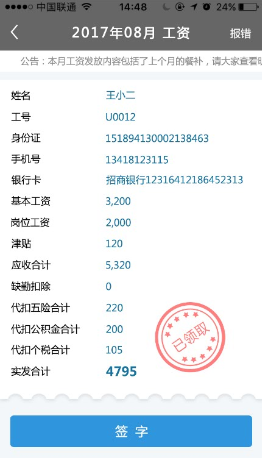 中国联通 14:48 24%
2017年08月 工资 报错
公告：本月工资发放内容包括了上个月的餐补，请大家查看明
姓名 王小二
工号 U0012
身份证 151894130002138463
手机号 13418123115
银行卡 招商银行12316412186452313
基本工资 3,200
岗位工资 2,000
津贴 120
应收合计 5,320
缺勤扣除 0
代扣五险合计 220
代扣公积金合计 200
代扣个税合计 105
实发合计 4795
已领取
签 字